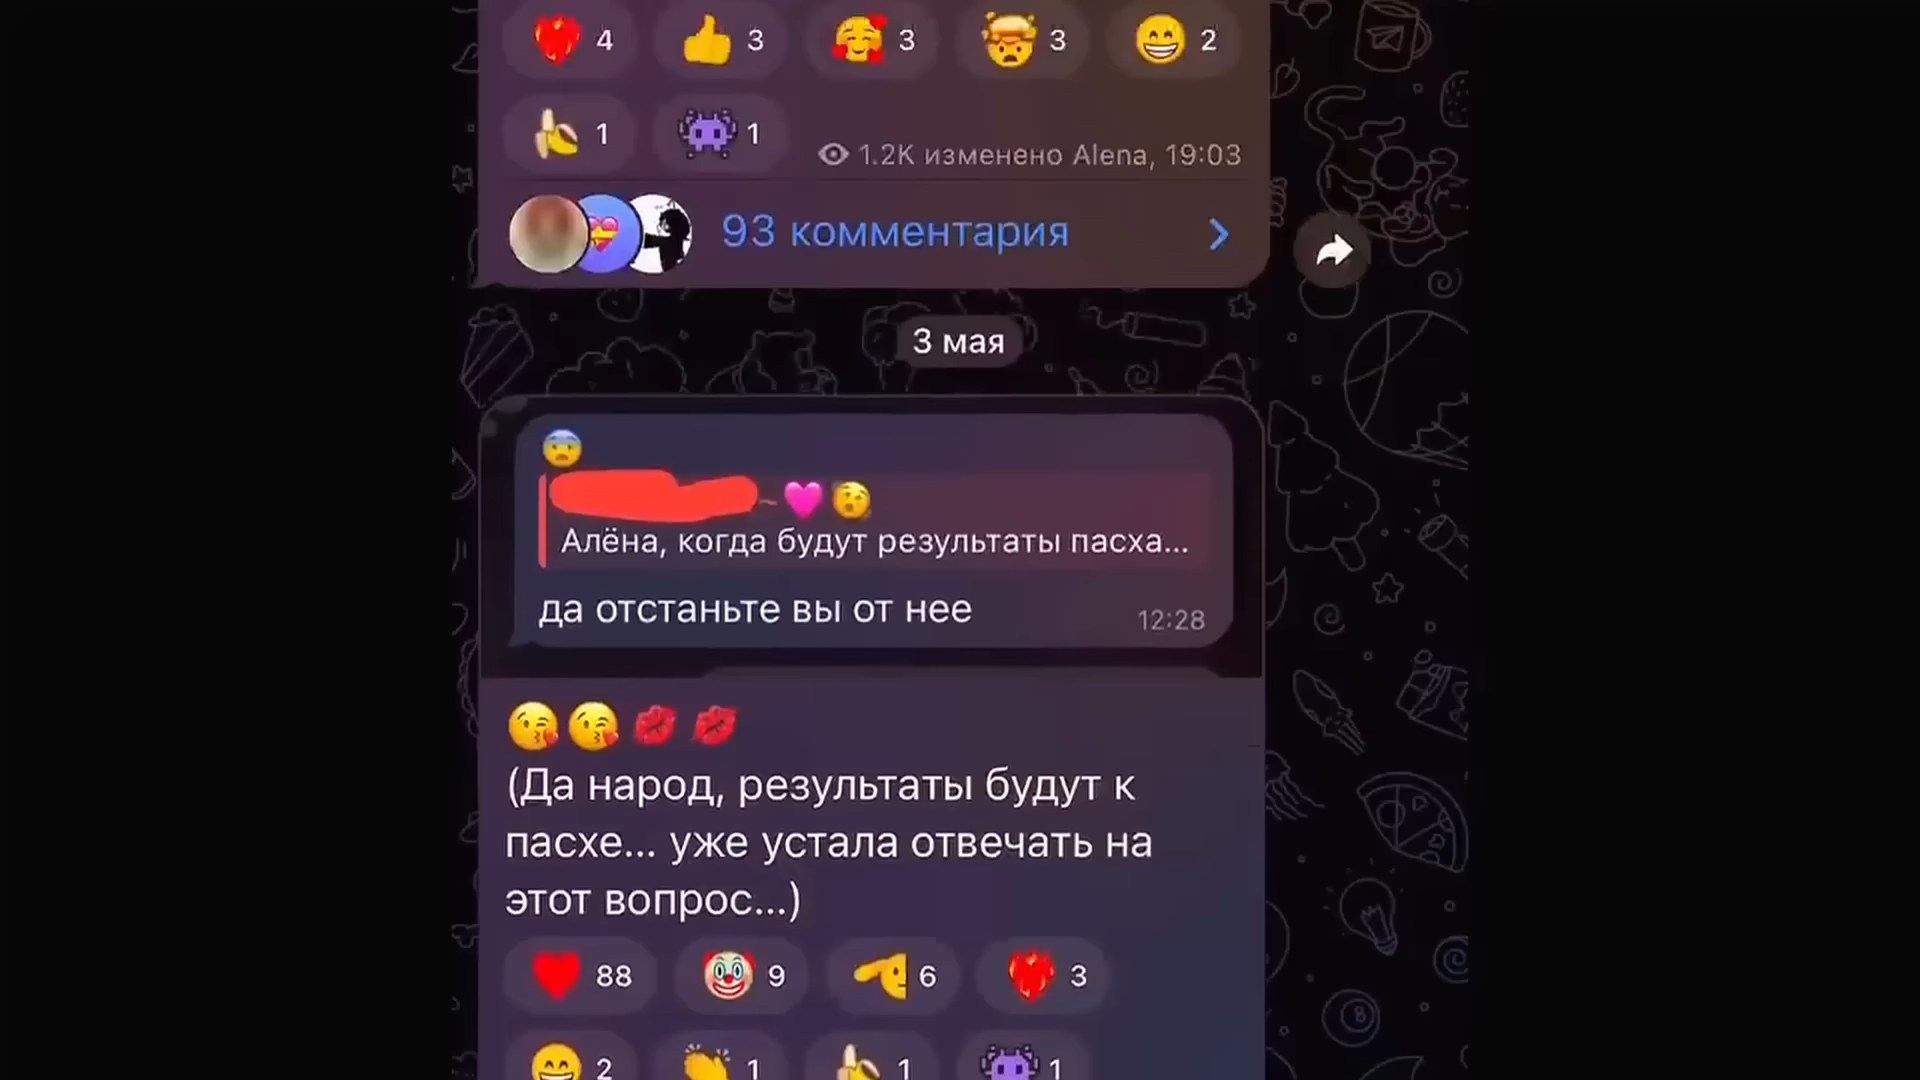 4 3 3 3 2
1 1 1.2K изменено Alena, 19:03
93 комментария
3 мая
Алёна, когда будут результаты пасха...
да отстаньте вы от нее 12:28
(Да народ, результаты будут к
пасхе... уже устала отвечать на
этот вопрос...)
88 9 6 3
2 1 1 1